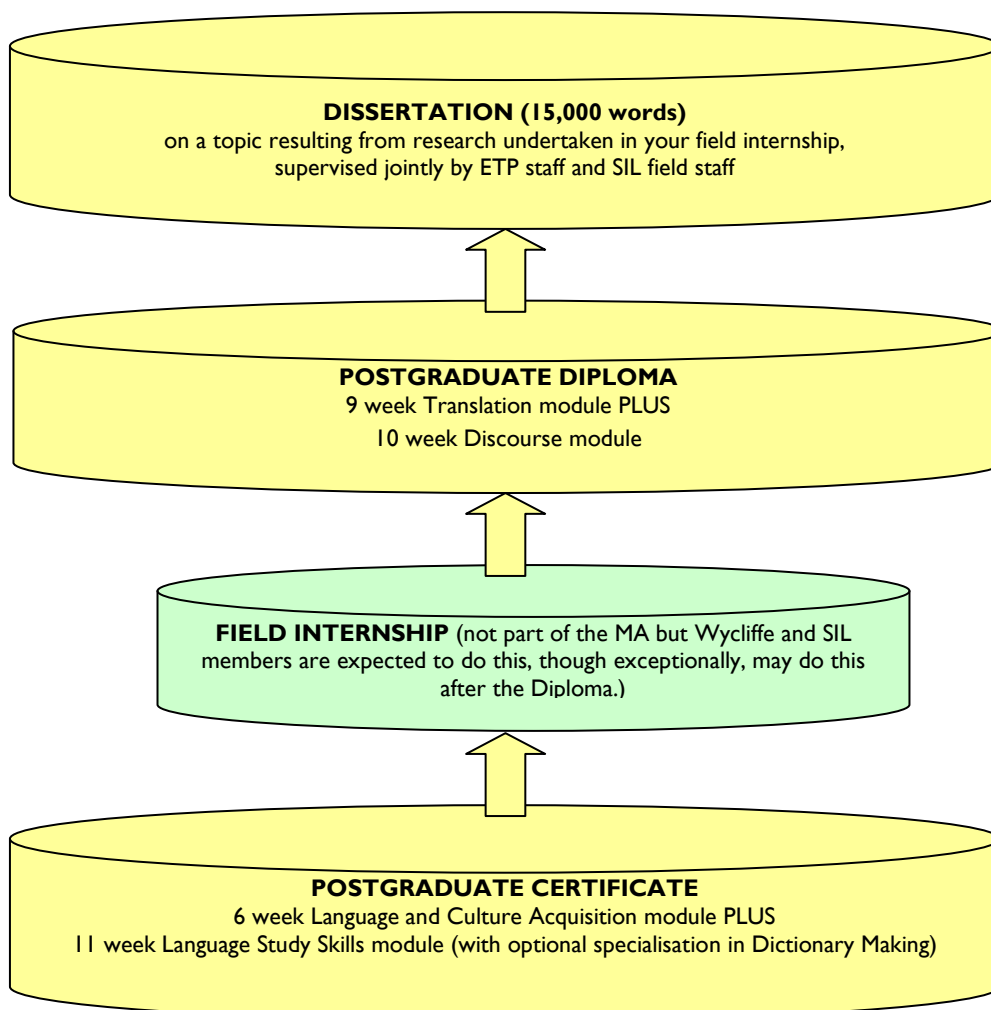 DISSERTATION (15,000 words)
on a topic resulting from research undertaken in your field internship,
supervised jointly by ETP staff and SIL field staff
POSTGRADUATE DIPLOMA
9 week Translation module PLUS
10 week Discourse module
FIELD INTERNSHIP (not part of the MA but Wycliffe and SIL
members are expected to do this, though exceptionally, may do this
after the Diploma.)
POSTGRADUATE CERTIFICATE
6 week Language and Culture Acquisition module PLUS
11 week Language Study Skills module (with optional specialisation in Dictionary Making)